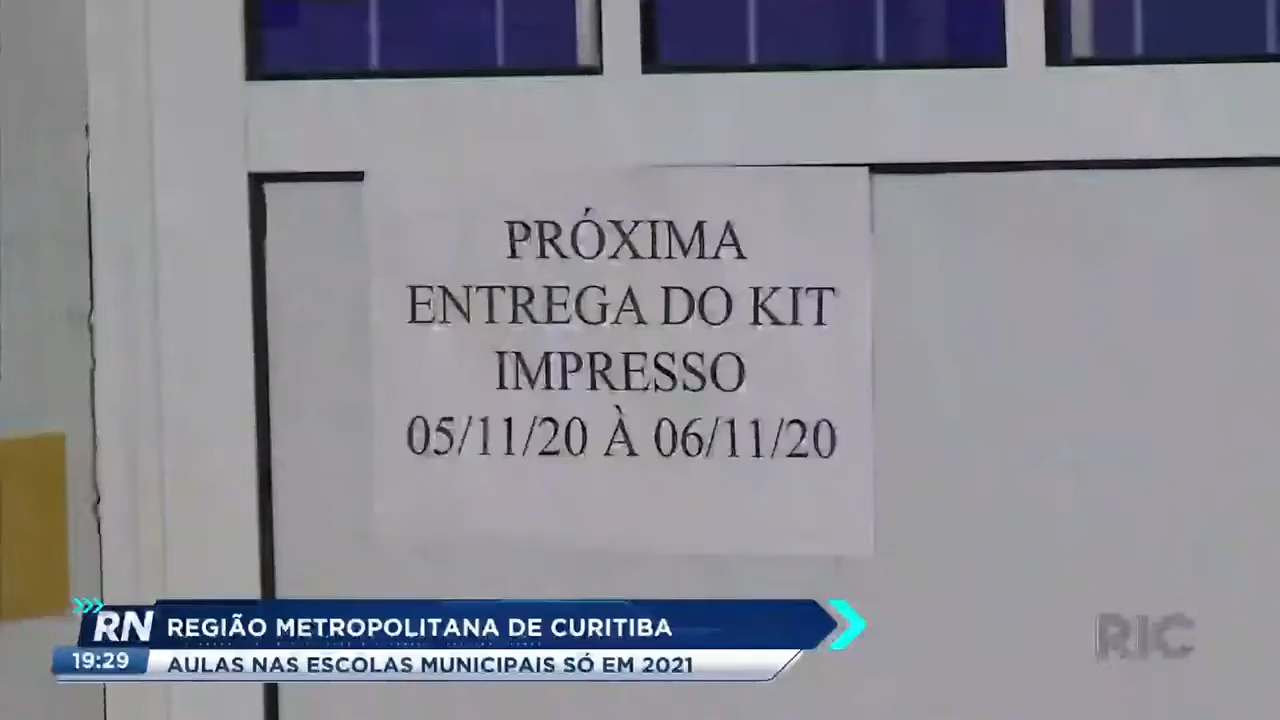 PRÓXIMA
ENTREGA DO KIT
IMPRESSO
05/11/20 À 06/11/20
RN
REGIÃO METROPOLITANA DE CURITIBA
19:29
AULAS NAS ESCOLAS MUNICIPAIS SÓ EM 2021
RIC